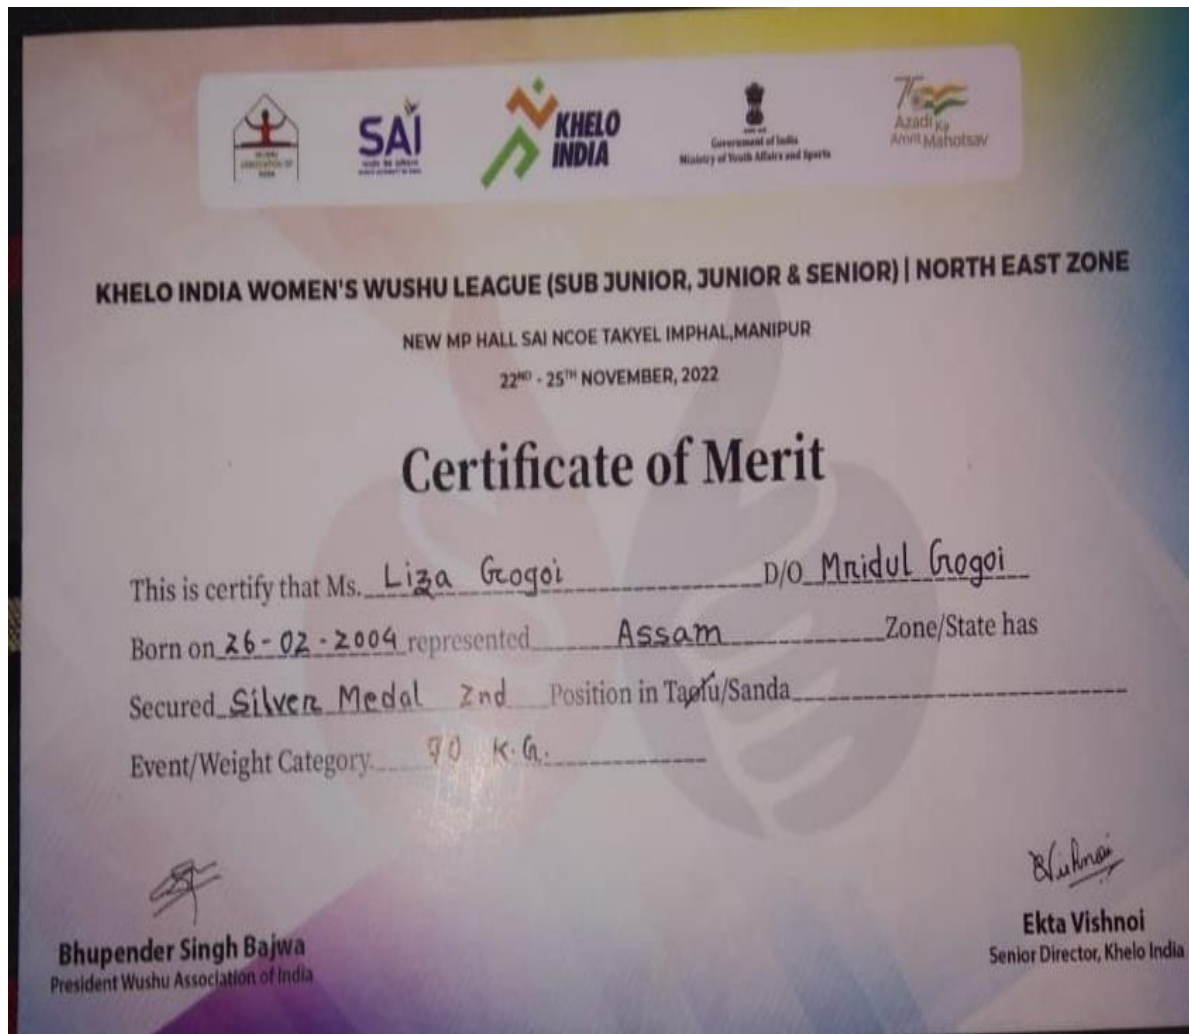 SAI
KHELO
INDIA
Government of India
Ministry of Youth Affairs and Sports
75
Azadi Ka
Amrit Mahotsav
KHELO INDIA WOMEN'S WUSHU LEAGUE (SUB JUNIOR, JUNIOR & SENIOR) | NORTH EAST ZONE
NEW MP HALL SAI NCOE TAKYEL IMPHAL,MANIPUR
22ND - 25TH NOVEMBER, 2022
Certificate of Merit
This is certify that Ms. Liza Gogoi D/O Mridul Gogoi
Born on 26-02-2004 represented Assam Zone/State has
Secured Silver Medal 2nd Position in Taolu/Sanda
Event/Weight Category 70 K.G.
Bhupender Singh Bajwa
President Wushu Association of India
Ekta Vishnoi
Senior Director, Khelo India